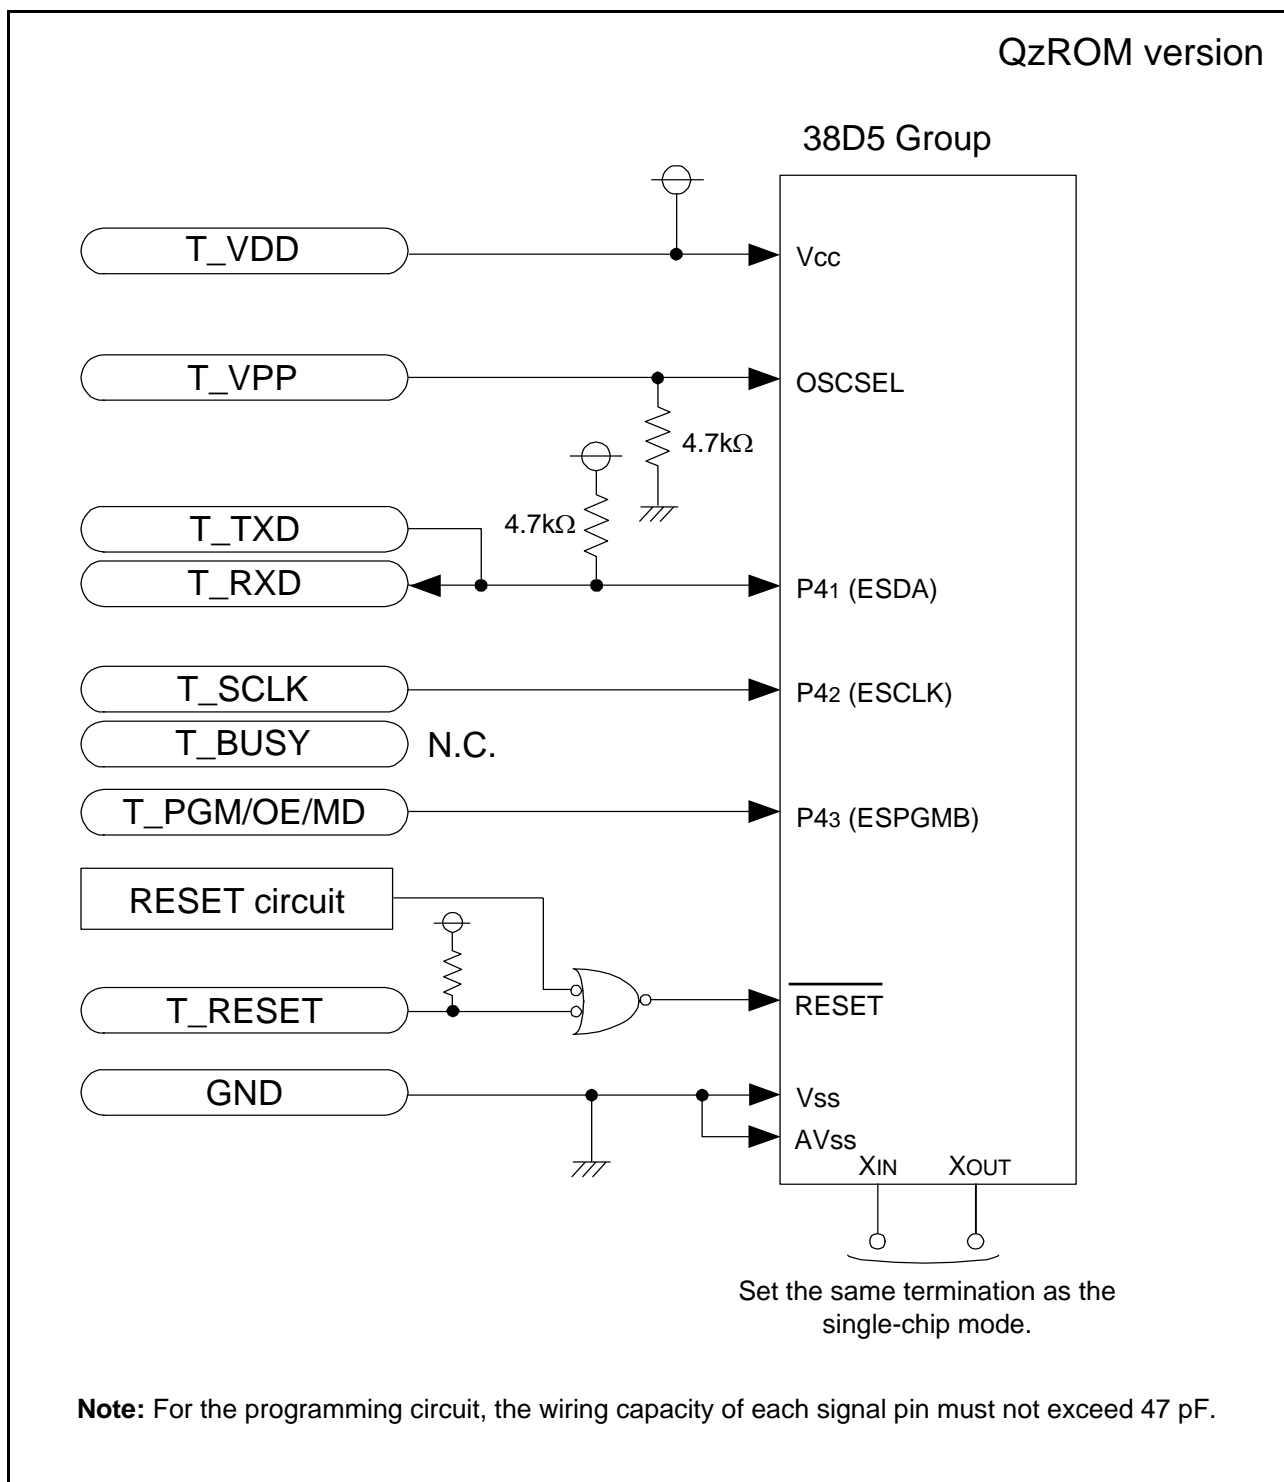 QzROM version
38D5 Group
T_VDD
Vcc
T_VPP
OSCSEL
4.7kΩ
4.7kΩ
T_TXD
T_RXD
P41 (ESDA)
T_SCLK
P42 (ESCLK)
T_BUSY N.C.
T_PGM/OE/MD
P43 (ESPGMB)
RESET circuit
T_RESET
RESET
GND
Vss
AVss
XIN XOUT
Set the same termination as the
single-chip mode.
Note: For the programming circuit, the wiring capacity of each signal pin must not exceed 47 pF.